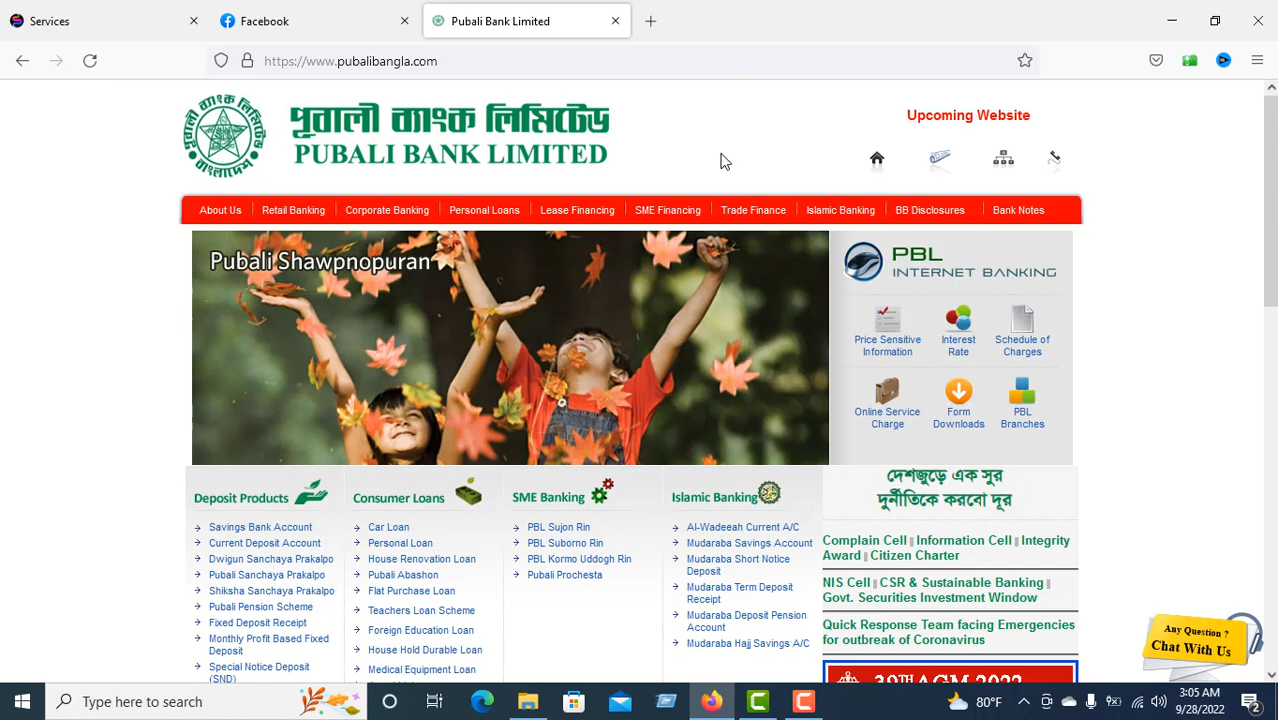 Services
Facebook
Pubali Bank Limited
https://www.pubalibangla.com
পূবালী ব্যাংক লিমিটেড
PUBALI BANK LIMITED
Upcoming Website
About Us
Retail Banking
Corporate Banking
Personal Loans
Lease Financing
SME Financing
Trade Finance
Islamic Banking
BB Disclosures
Bank Notes
Pubali Shawpnopuran
PBL
INTERNET BANKING
Price Sensitive
Information
Interest
Rate
Schedule of
Charges
Online Service
Charge
Form
Downloads
PBL
Branches
Deposit Products
Savings Bank Account
Current Deposit Account
Dwigun Sanchaya Prakalpo
Pubali Sanchaya Prakalpo
Shiksha Sanchaya Prakalpo
Pubali Pension Scheme
Fixed Deposit Receipt
Monthly Profit Based Fixed
Deposit
Special Notice Deposit
(SND)
Consumer Loans
Car Loan
Personal Loan
House Renovation Loan
Pubali Abashon
Flat Purchase Loan
Teachers Loan Scheme
Foreign Education Loan
House Hold Durable Loan
Medical Equipment Loan
SME Banking
PBL Sujon Rin
PBL Suborno Rin
PBL Kormo Uddogh Rin
Pubali Prochesta
Islamic Banking
Al-Wadeeah Current A/C
Mudaraba Savings Account
Mudaraba Short Notice
Deposit
Mudaraba Term Deposit
Receipt
Mudaraba Deposit Pension
Account
Mudaraba Hajj Savings A/C
দেশজুড়ে এক সুর
দুর্নীতিকে করবো দূর
Complain Cell || Information Cell || Integrity
Award || Citizen Charter
NIS Cell || CSR & Sustainable Banking ||
Govt. Securities Investment Window
Quick Response Team facing Emergencies
for outbreak of Coronavirus
39TH AGM 2022
Any Question ?
Chat With Us
Type here to search
80°F
3:05 AM
9/28/2022
2